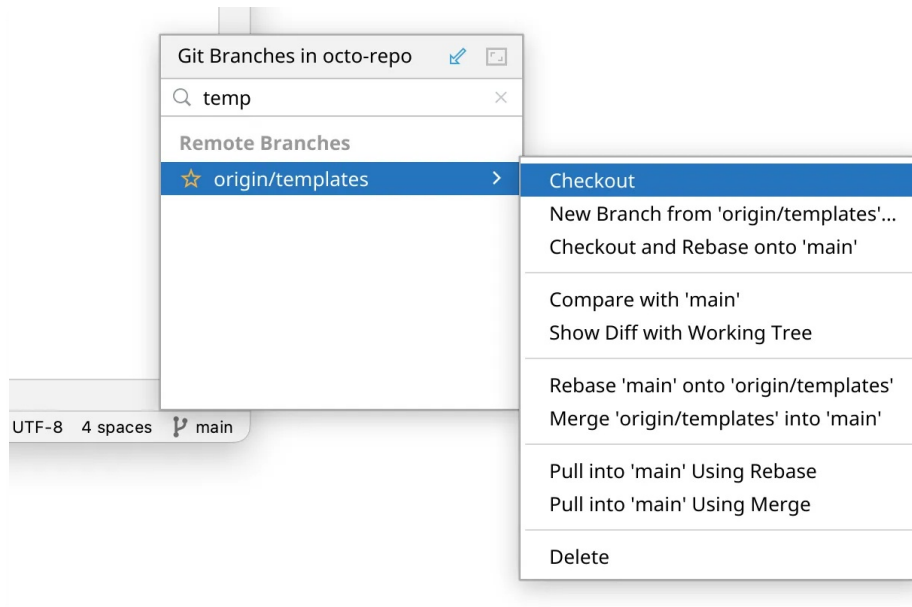 Git Branches in octo-repo
temp
Remote Branches
origin/templates
Checkout
New Branch from 'origin/templates'...
Checkout and Rebase onto 'main'
Compare with 'main'
Show Diff with Working Tree
Rebase 'main' onto 'origin/templates'
Merge 'origin/templates' into 'main'
Pull into 'main' Using Rebase
Pull into 'main' Using Merge
Delete
UTF-8 4 spaces main